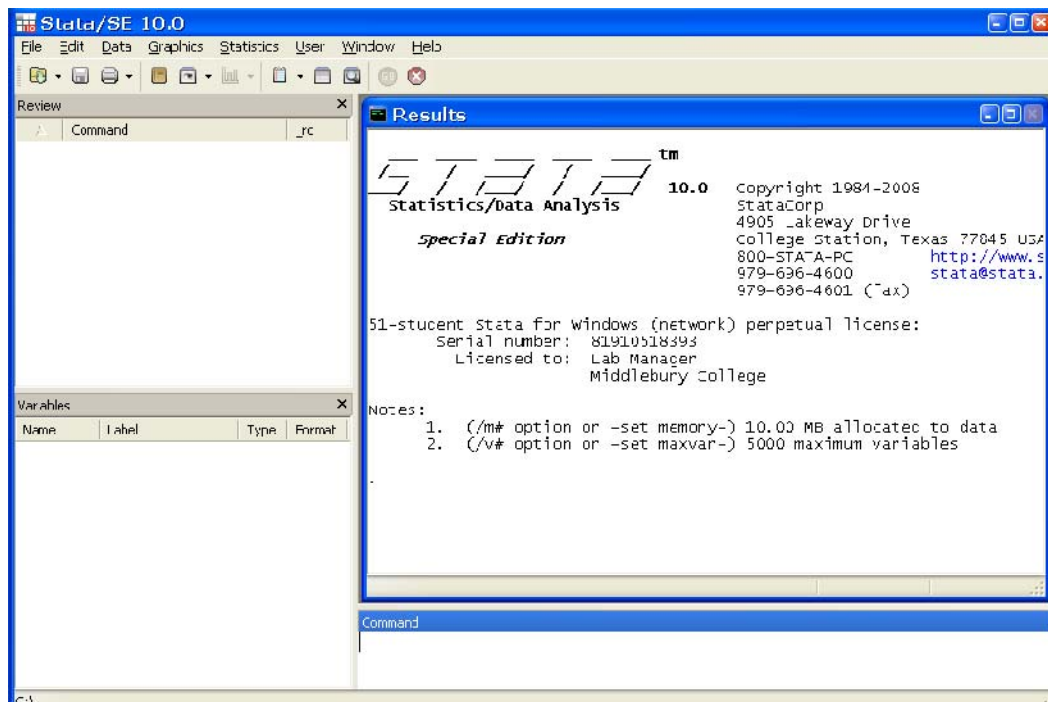 Stata/SE 10.0
File Edit Data Graphics Statistics User Window Help
Review
Command _rc
Variables
Name Label Type Format
Results
STATA tm
10.0
Statistics/Data Analysis
Special Edition
Copyright 1984-2008
StataCorp
4905 Lakeway Drive
College Station, Texas 77845 USA
800-STATA-PC http://www.s
979-696-4600 stata@stata.
979-696-4601 (fax)
51-student Stata for Windows (network) perpetual license:
Serial number: 81910518393
Licensed to: Lab Manager
Middlebury College
Notes:
1. (/m# option or -set memory-) 10.00 MB allocated to data
2. (/v# option or -set maxvar-) 5000 maximum variables
.
Command
C:\